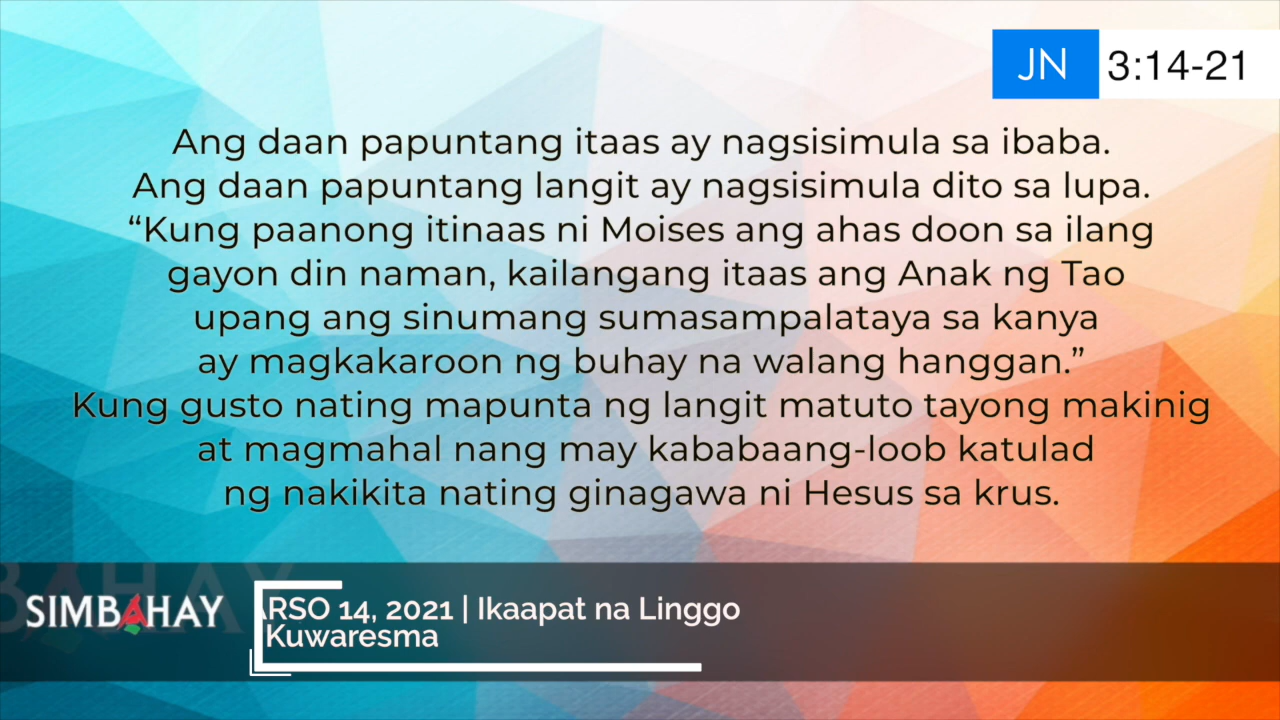 JN 3:14-21
Ang daan papuntang itaas ay nagsisimula sa ibaba.
Ang daan papuntang langit ay nagsisimula dito sa lupa.
“Kung paanong itinaas ni Moises ang ahas doon sa ilang
gayon din naman, kailangang itaas ang Anak ng Tao
upang ang sinumang sumasampalataya sa kanya
ay magkakaroon ng buhay na walang hanggan.”
Kung gusto nating mapunta ng langit matuto tayong makinig
at magmahal nang may kababaang-loob katulad
ng nakikita nating ginagawa ni Hesus sa krus.
SIMBAHAY
ARSO 14, 2021 | Ikaapat na Linggo
Kuwaresma